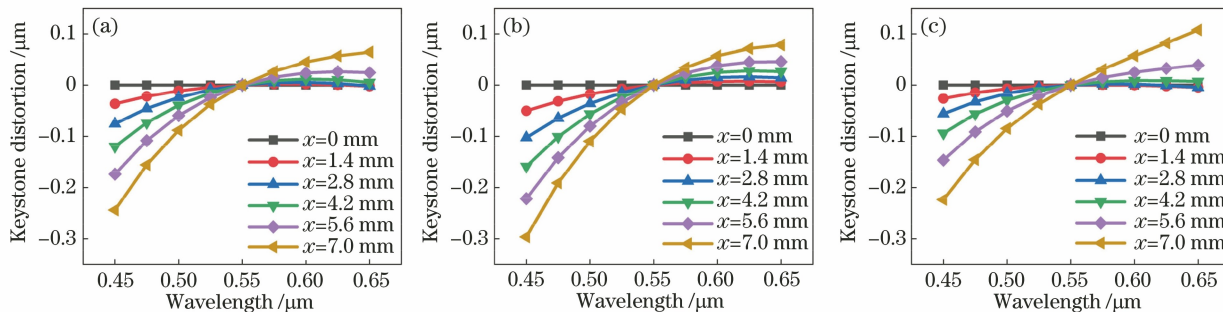 (a)
Keystone distortion /μm
0.1
0
−0.1
−0.2
−0.3
x=0 mm
x=1.4 mm
x=2.8 mm
x=4.2 mm
x=5.6 mm
x=7.0 mm
0.45 0.50 0.55 0.60 0.65
Wavelength /μm
(b)
Keystone distortion /μm
0.1
0
−0.1
−0.2
−0.3
x=0 mm
x=1.4 mm
x=2.8 mm
x=4.2 mm
x=5.6 mm
x=7.0 mm
0.45 0.50 0.55 0.60 0.65
Wavelength /μm
(c)
Keystone distortion /μm
0.1
0
−0.1
−0.2
−0.3
x=0 mm
x=1.4 mm
x=2.8 mm
x=4.2 mm
x=5.6 mm
x=7.0 mm
0.45 0.50 0.55 0.60 0.65
Wavelength /μm